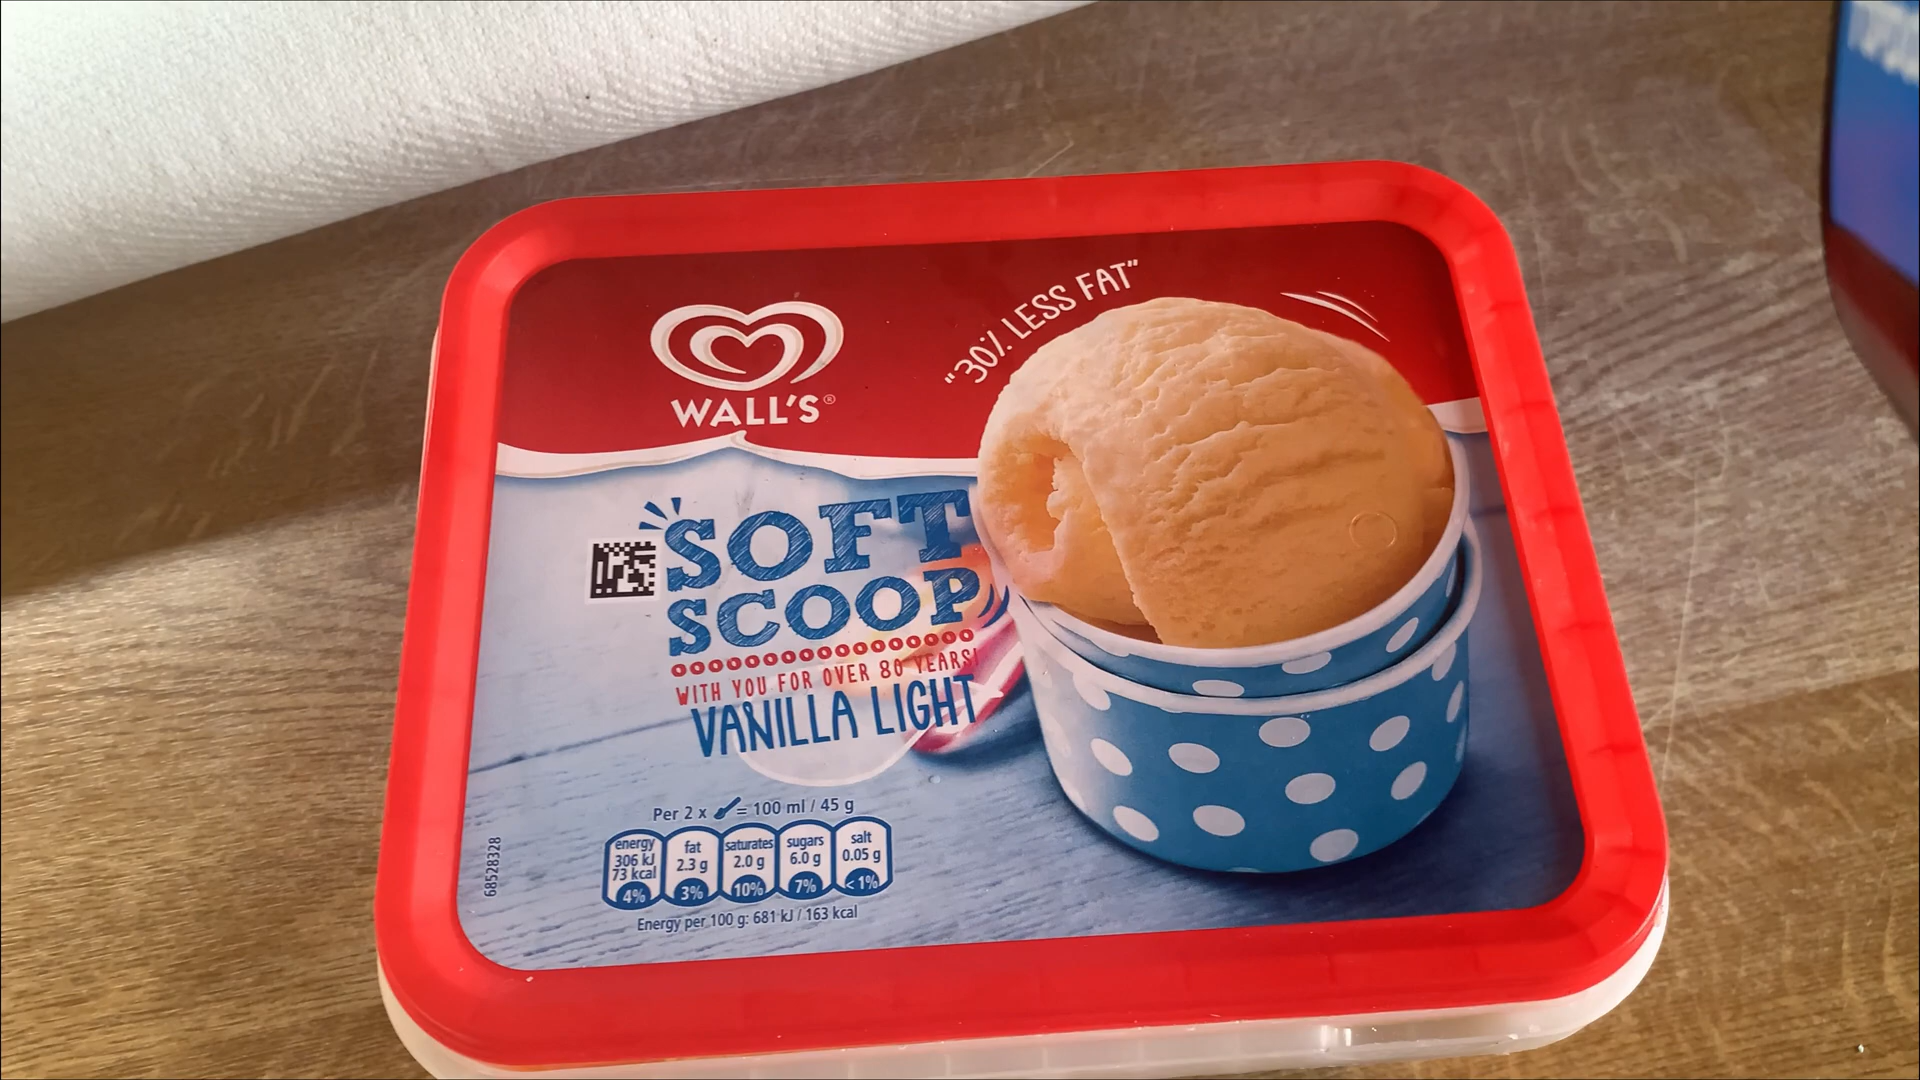 "30% LESS FAT"
WALL'S®
SOFT
SCOOP
WITH YOU FOR OVER 80 YEARS!
VANILLA LIGHT
Per 2 x = 100 ml / 45 g
energy fat saturates sugars salt
306 kJ 2.3 g 2.0 g 6.0 g 0.05 g
73 kcal
4% 3% 10% 7% <1%
Energy per 100 g: 681 kJ / 163 kcal
68528328